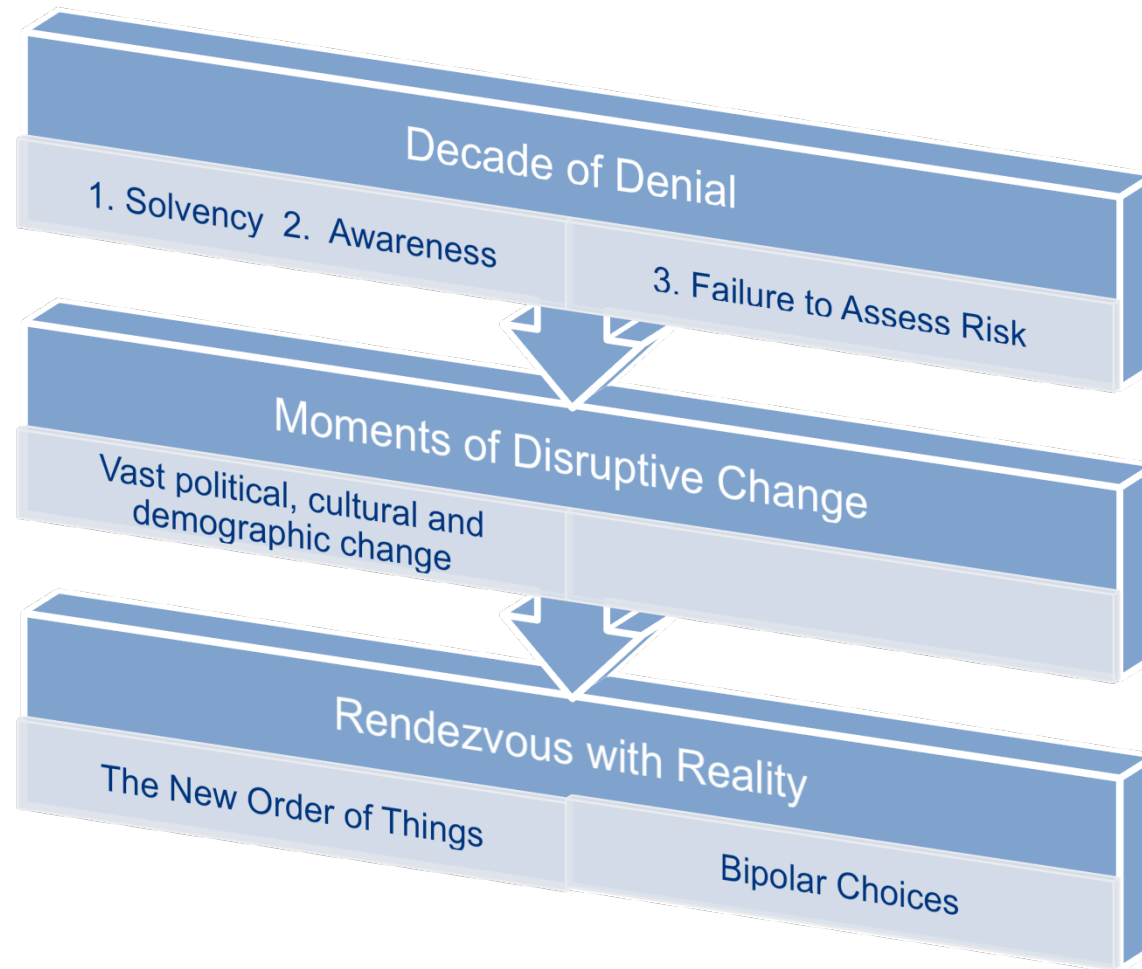 Decade of Denial
1. Solvency 2. Awareness
3. Failure to Assess Risk
Moments of Disruptive Change
Vast political, cultural and
demographic change
Rendezvous with Reality
The New Order of Things
Bipolar Choices